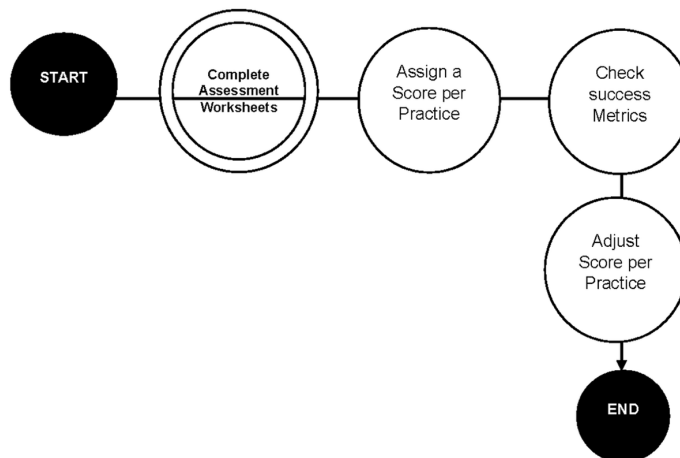 START
Complete
Assessment
Worksheets
Assign a
Score per
Practice
Check
success
Metrics
Adjust
Score per
Practice
END